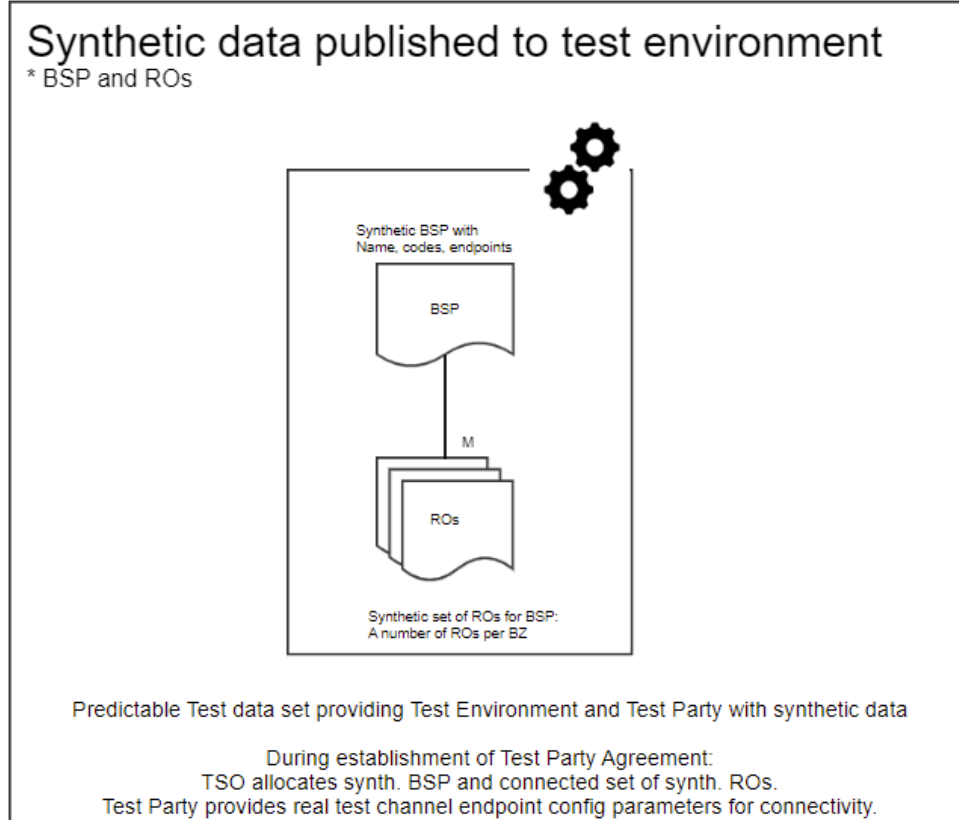 Synthetic data published to test environment
* BSP and ROs
Synthetic BSP with
Name, codes, endpoints
BSP
M
ROs
Synthetic set of ROs for BSP:
A number of ROs per BZ
Predictable Test data set providing Test Environment and Test Party with synthetic data
During establishment of Test Party Agreement:
TSO allocates synth. BSP and connected set of synth. ROs.
Test Party provides real test channel endpoint config parameters for connectivity.